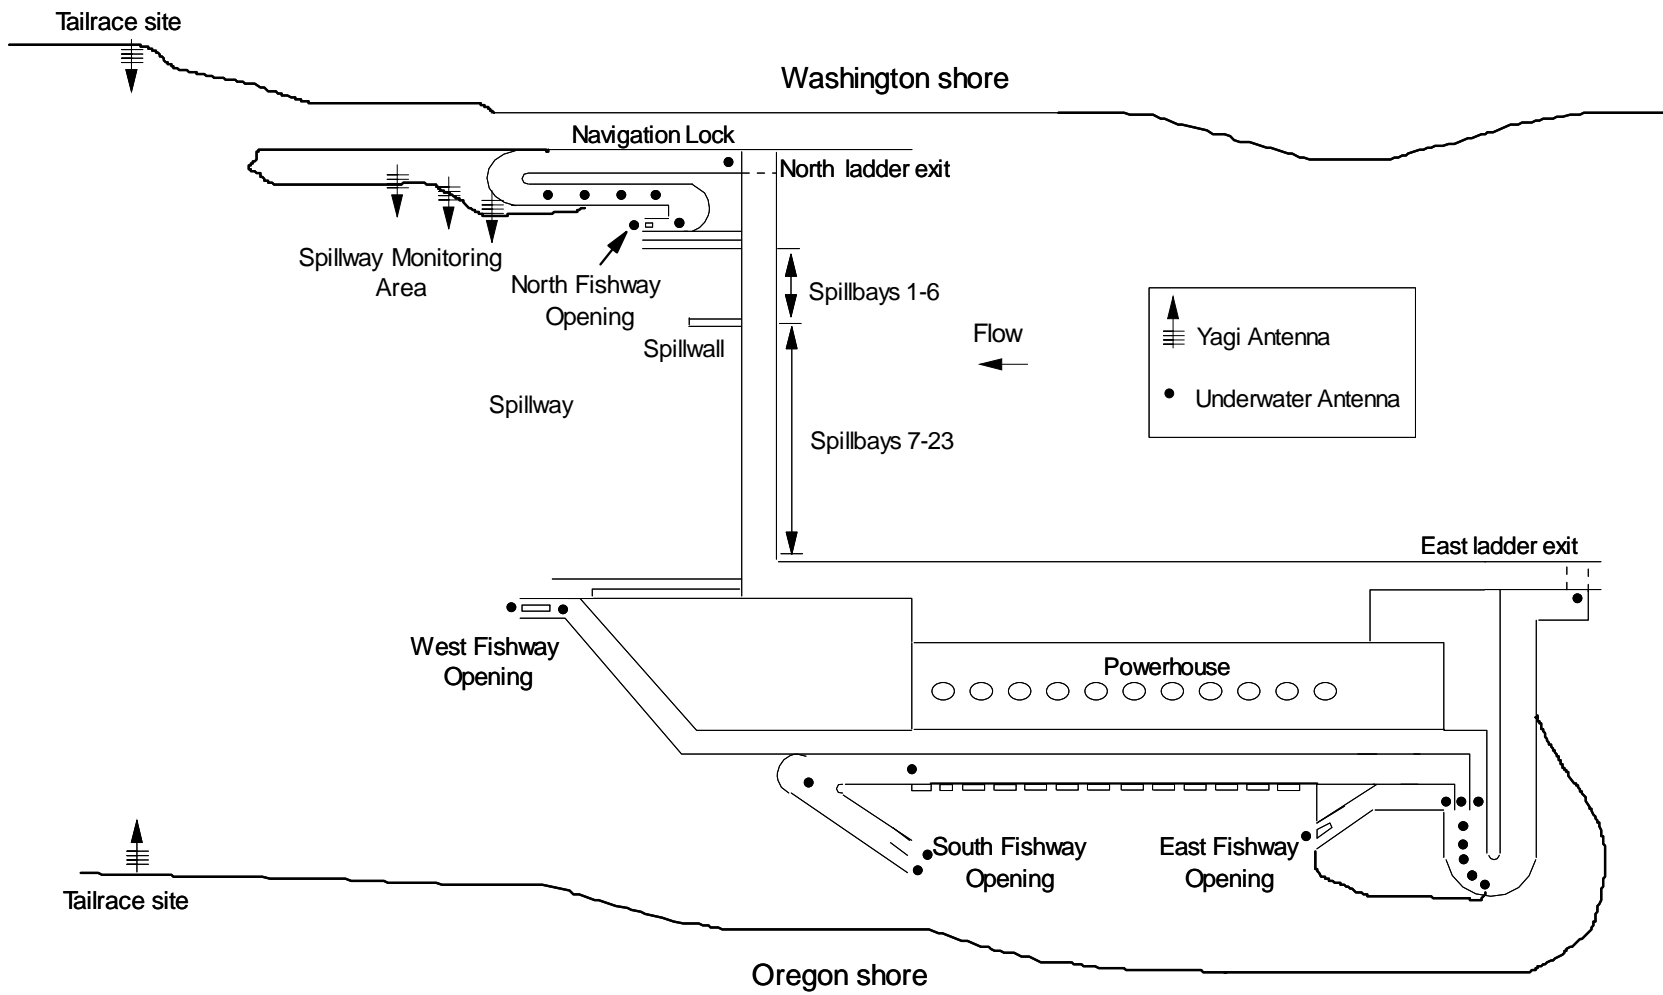 Tailrace site
Washington shore
Navigation Lock
North ladder exit
Spillway Monitoring
Area
North Fishway
Opening
Spillbays 1-6
Spillwall
Flow
Yagi Antenna
Underwater Antenna
Spillway
Spillbays 7-23
East ladder exit
West Fishway
Opening
Powerhouse
South Fishway
Opening
East Fishway
Opening
Tailrace site
Oregon shore